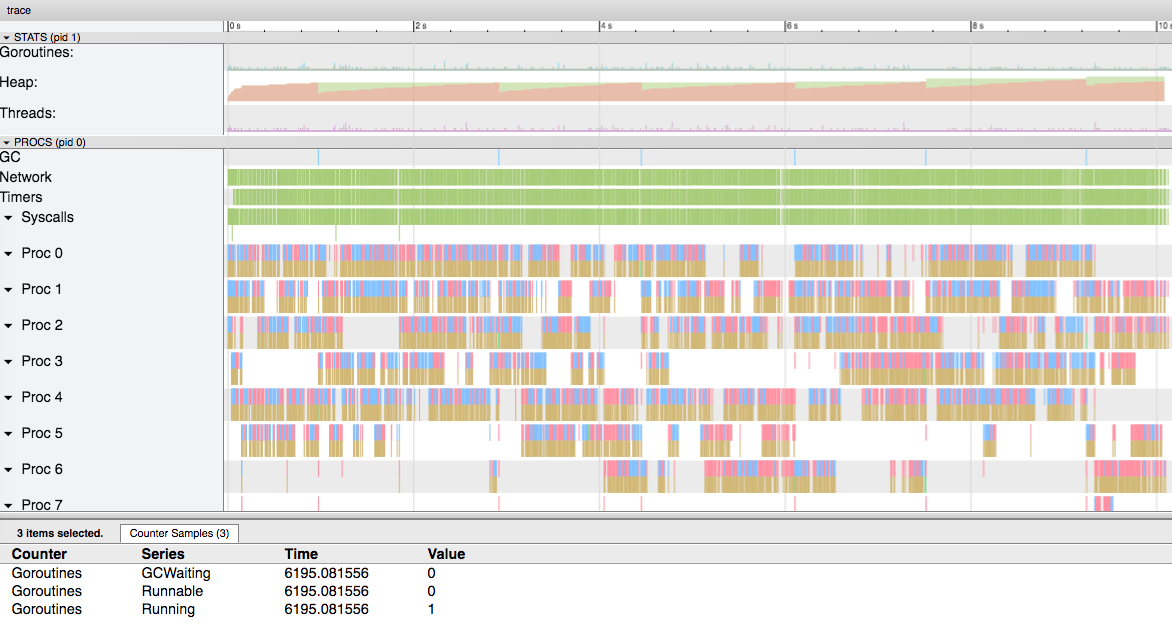 trace
0 s 2 s 4 s 6 s 8 s 10 s
STATS (pid 1)
Goroutines:
Heap:
Threads:
PROCS (pid 0)
GC
Network
Timers
Syscalls
Proc 0
Proc 1
Proc 2
Proc 3
Proc 4
Proc 5
Proc 6
Proc 7
3 items selected. Counter Samples (3)
Counter Series Time Value
Goroutines GCWaiting 6195.081556 0
Goroutines Runnable 6195.081556 0
Goroutines Running 6195.081556 1